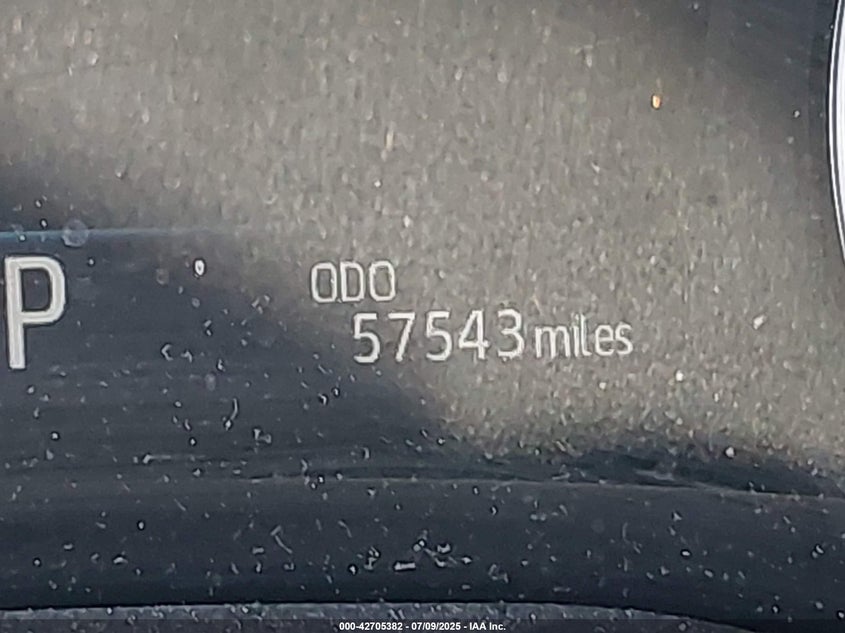 P
ODO
57543 miles
000-42705382 - 07/09/2025 - IAA Inc.